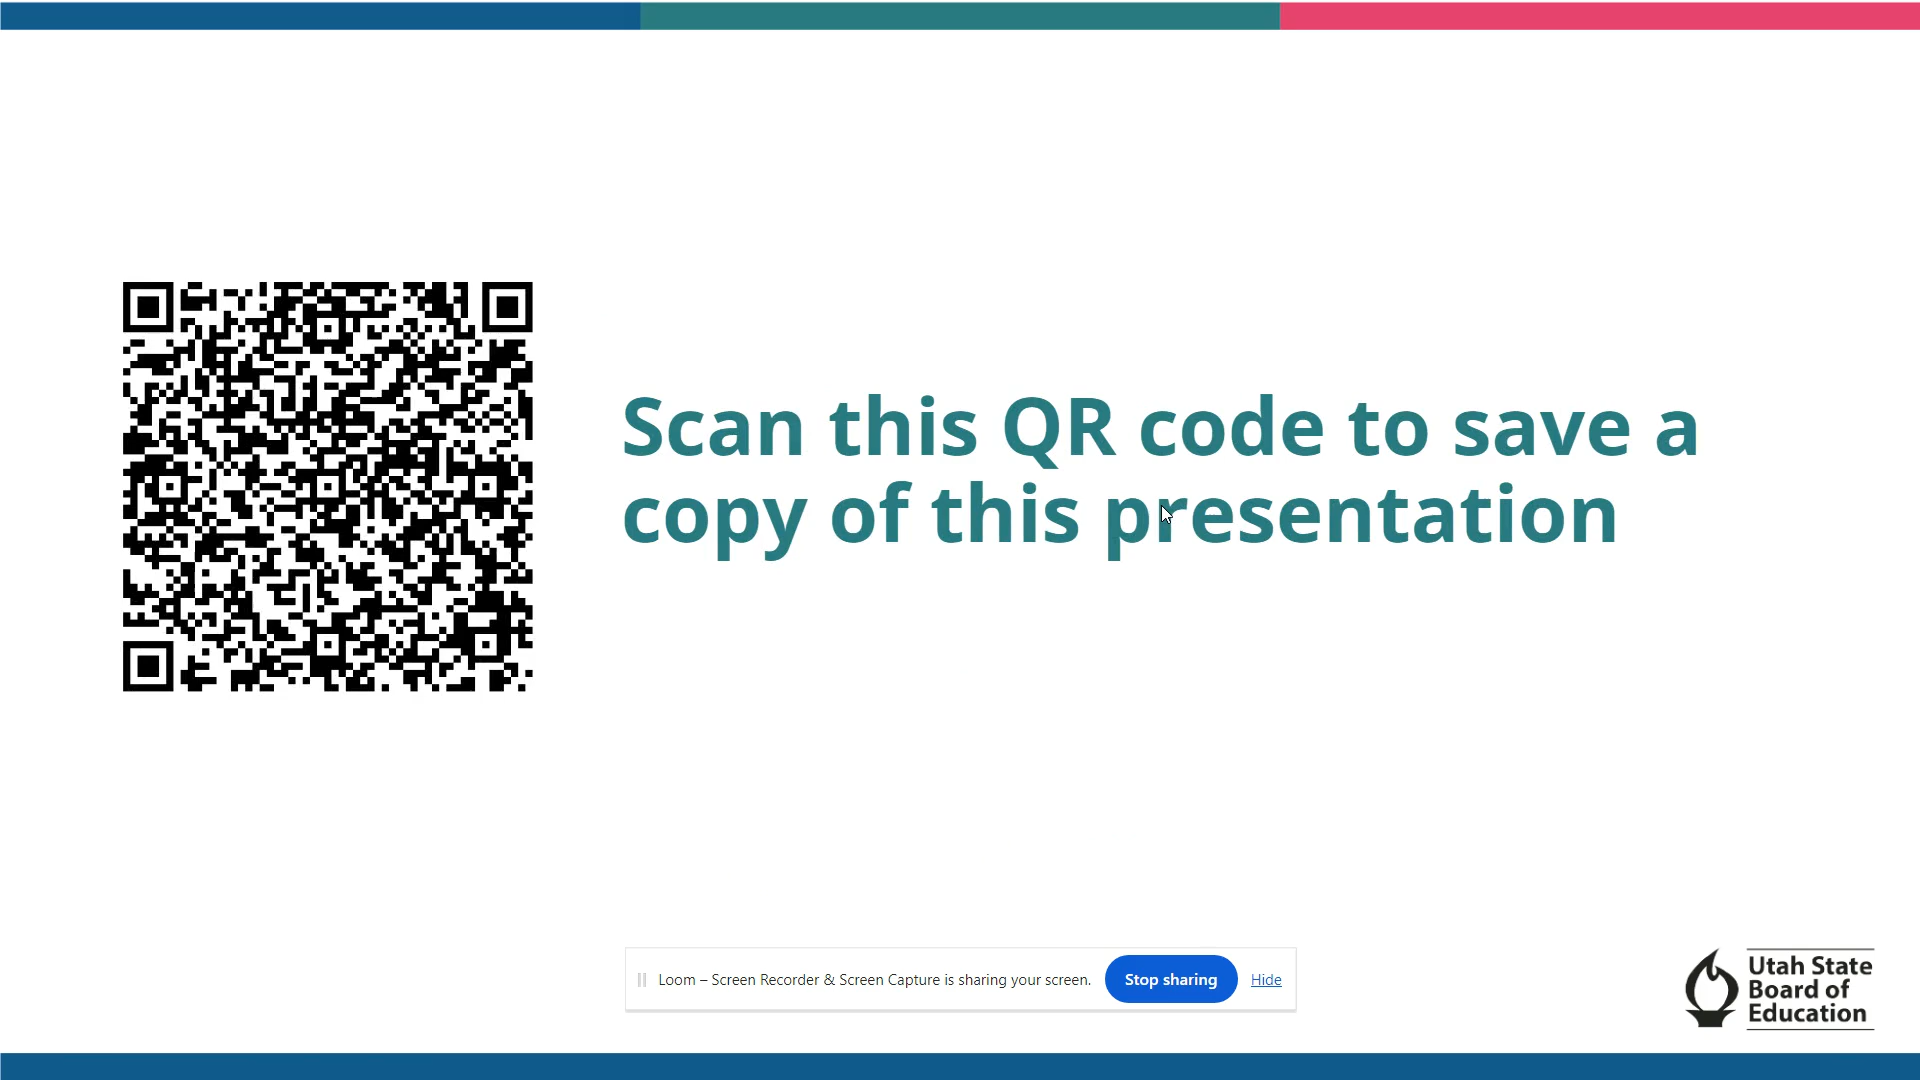 Scan this QR code to save a
copy of this presentation
Loom – Screen Recorder & Screen Capture is sharing your screen.
Stop sharing
Hide
Utah State
Board of
Education